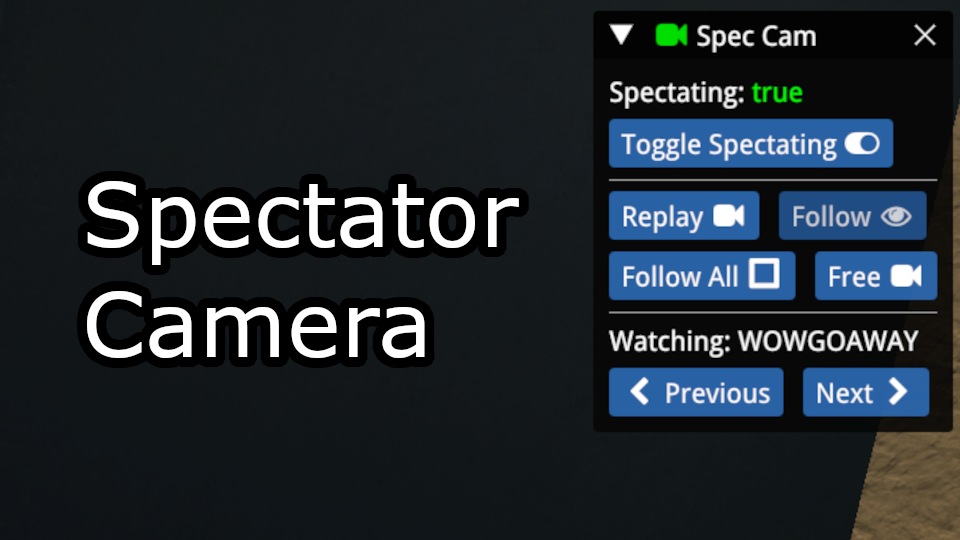 Spectator
Camera
Spec Cam
Spectating: true
Toggle Spectating
Replay Follow
Follow All Free
Watching: WOWGOAWAY
Previous Next